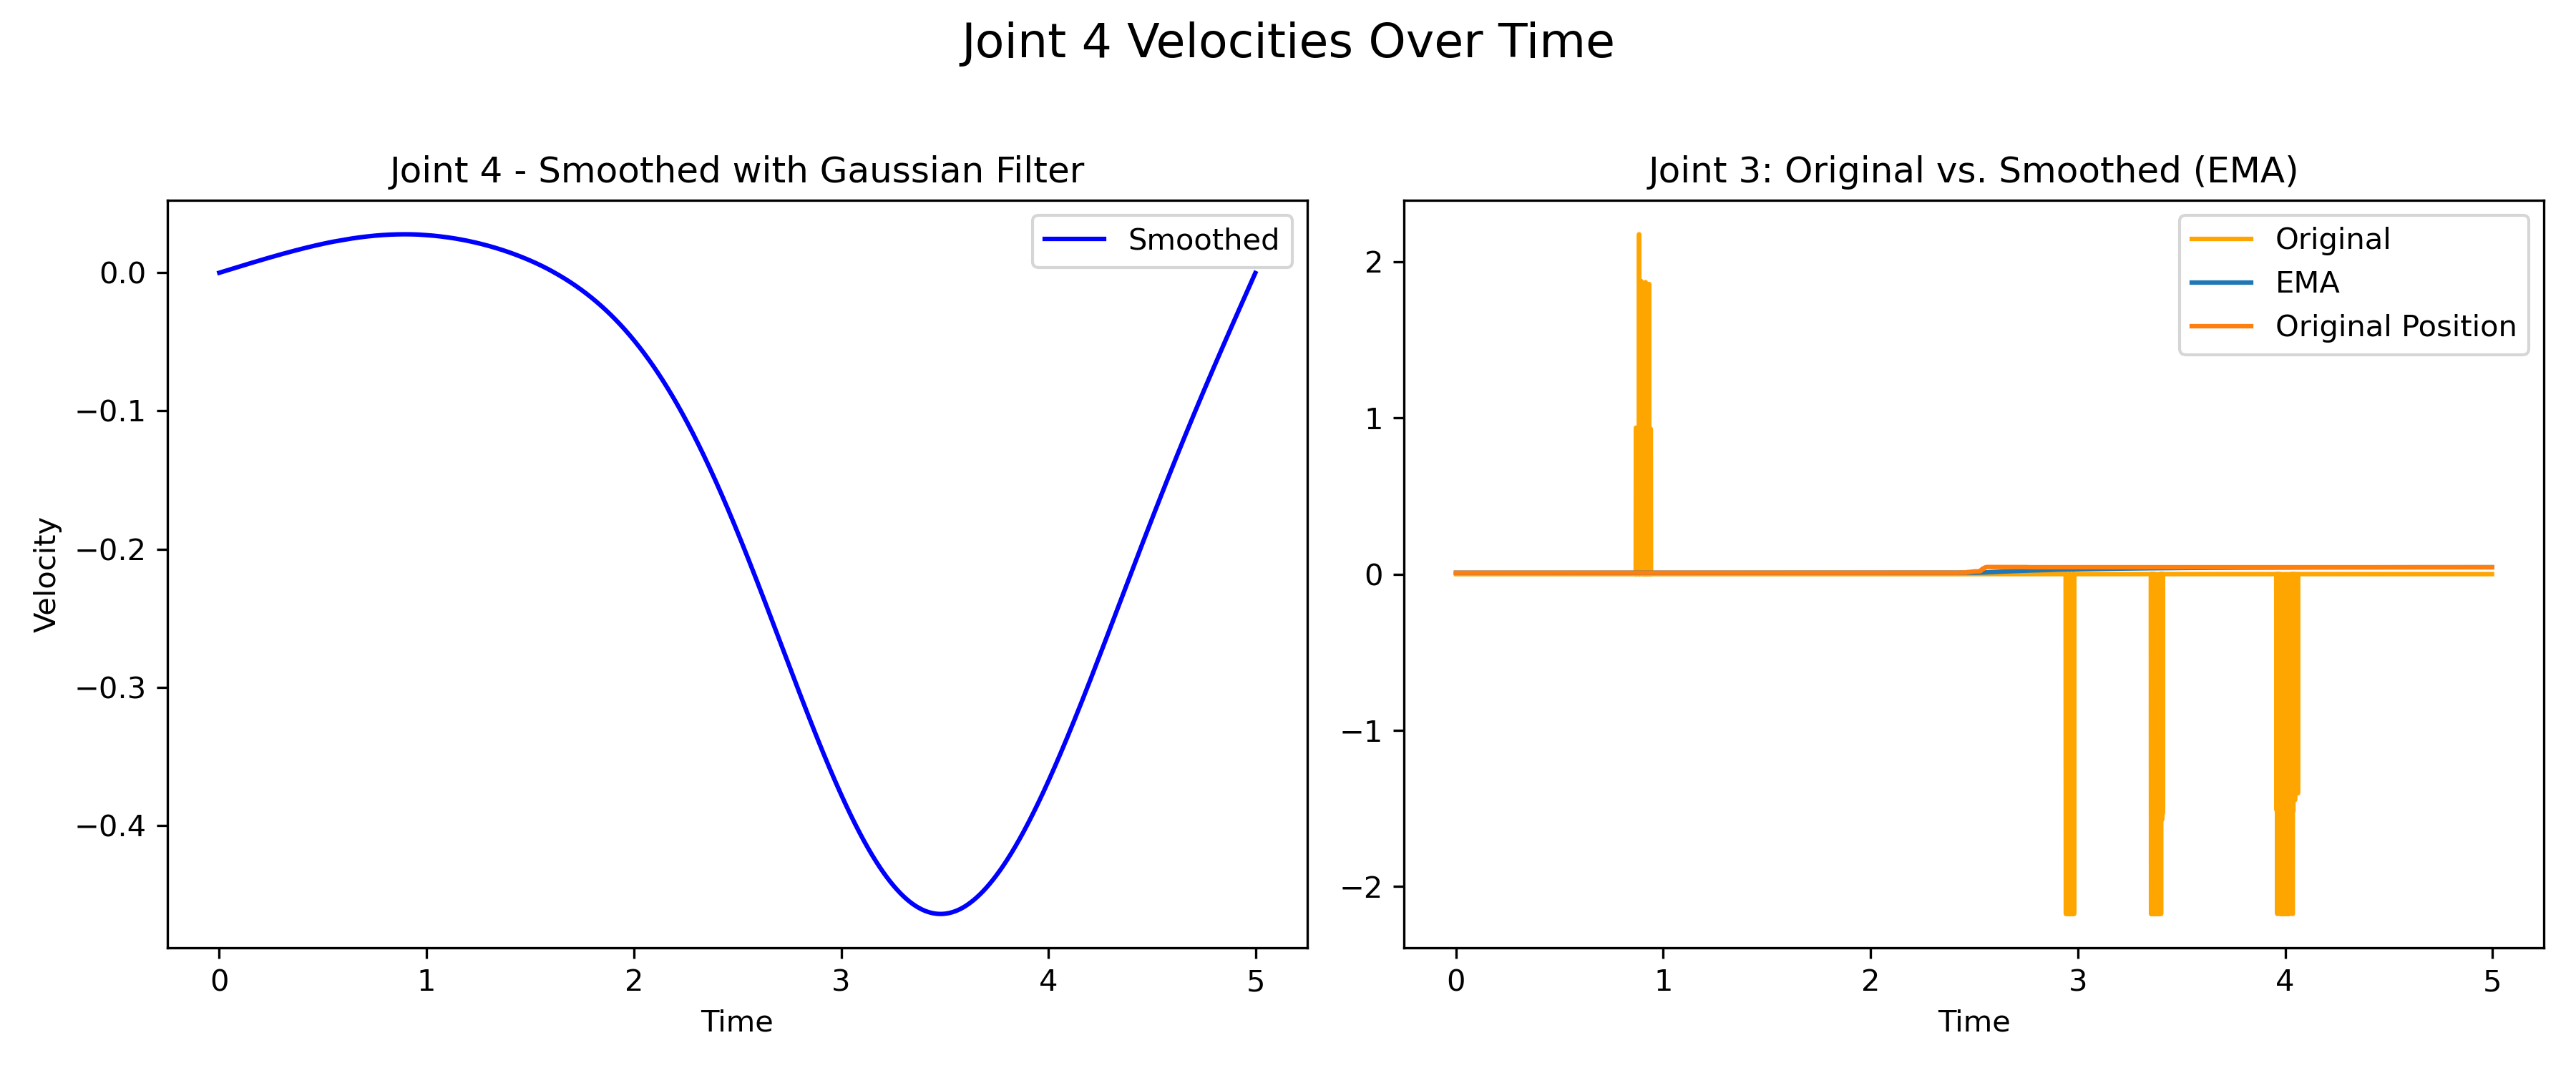 Joint 4 Velocities Over Time
Joint 4 - Smoothed with Gaussian Filter
Smoothed
0.0
−0.1
−0.2
−0.3
−0.4
Velocity
0 1 2 3 4 5
Time
Joint 3: Original vs. Smoothed (EMA)
Original
EMA
Original Position
2
1
0
−1
−2
0 1 2 3 4 5
Time